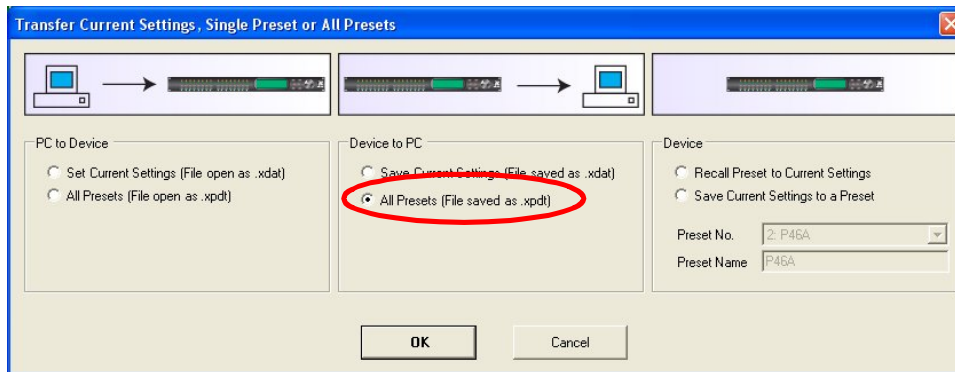 Transfer Current Settings, Single Preset or All Presets
PC to Device
Set Current Settings (File open as .xdat)
All Presets (File open as .xpdt)
Device to PC
Save Current Settings (File saved as .xdat)
All Presets (File saved as .xpdt)
Device
Recall Preset to Current Settings
Save Current Settings to a Preset
Preset No. 2: P46A
Preset Name P46A
OK Cancel